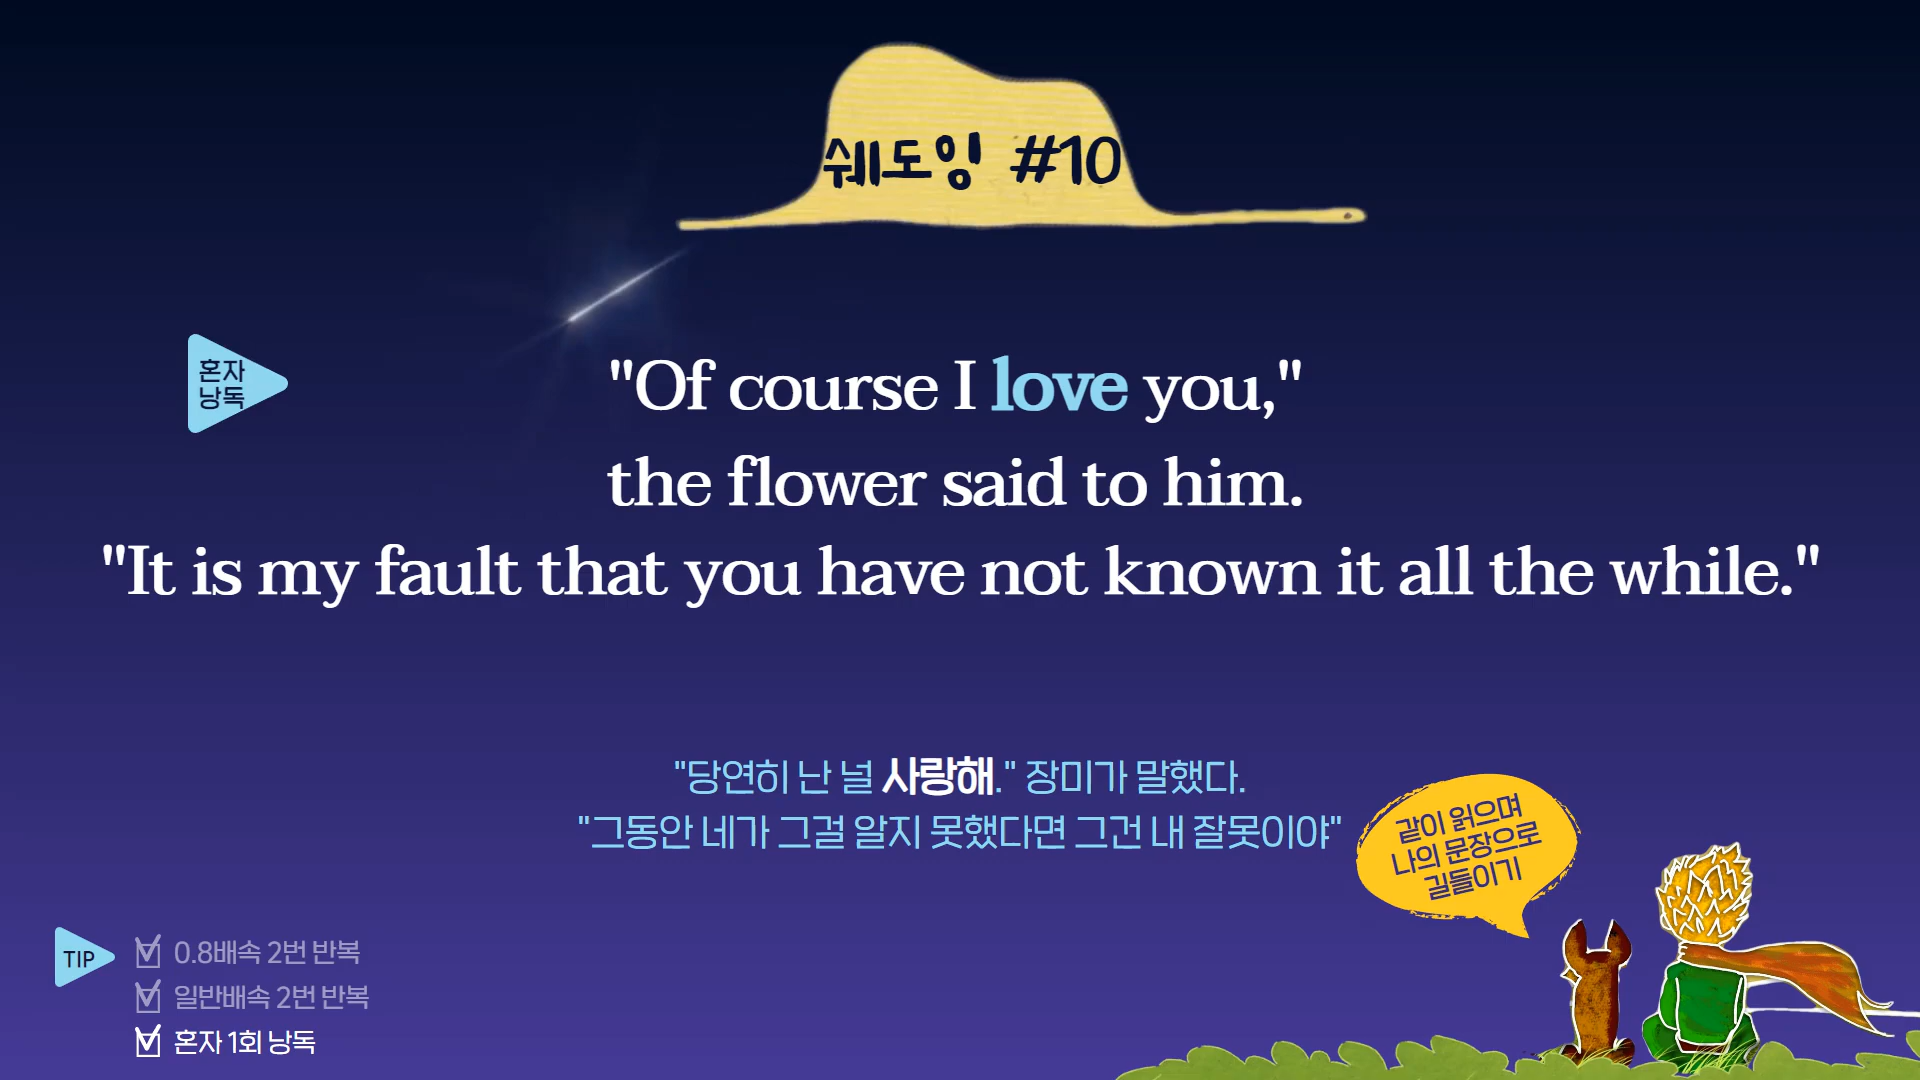 쉐도잉 #10
혼자
낭독
"Of course I love you,"
the flower said to him.
"It is my fault that you have not known it all the while."
"당연히 난 널 사랑해." 장미가 말했다.
"그동안 네가 그걸 알지 못했다면 그건 내 잘못이야"
같이 읽으며
나의 문장으로
길들이기
TIP
0.8배속 2번 반복
일반배속 2번 반복
혼자 1회 낭독